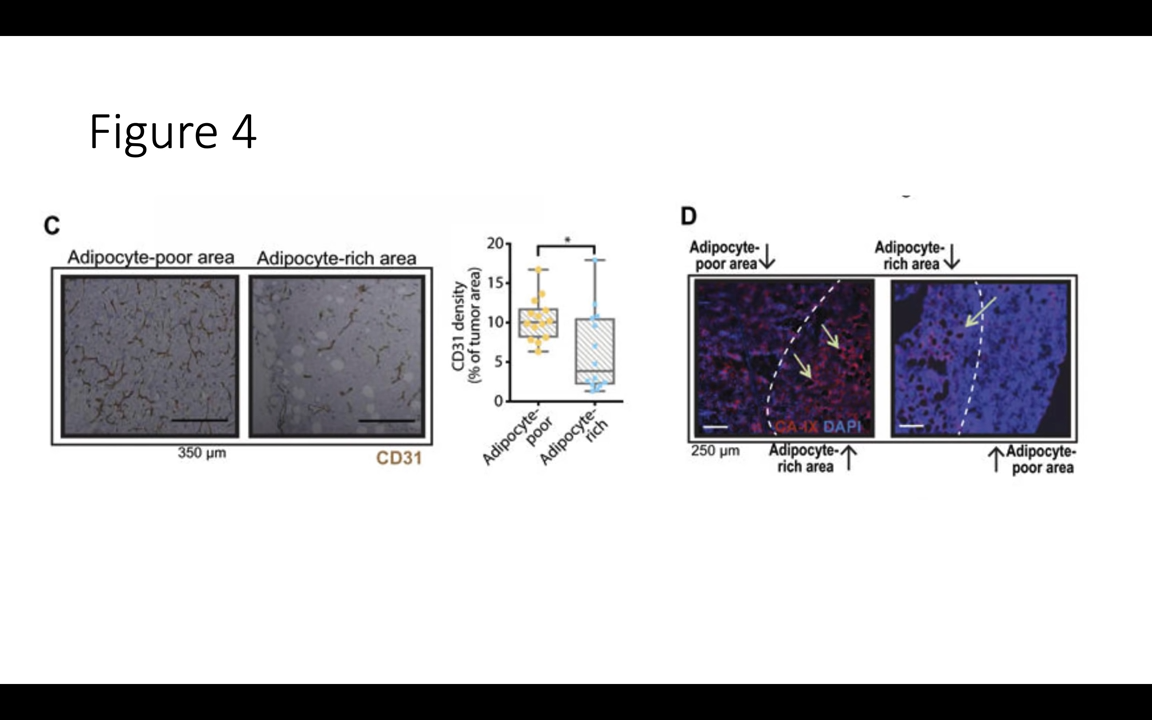 Figure 4
C
Adipocyte-poor area
Adipocyte-rich area
350 µm
CD31
CD31 density
(% of tumor area)
20
15
10
5
0
*
Adipocyte-
poor
Adipocyte-
rich
D
Adipocyte-
poor area
Adipocyte-
rich area
CA-IX DAPI
250 µm
Adipocyte-
rich area
Adipocyte-
poor area